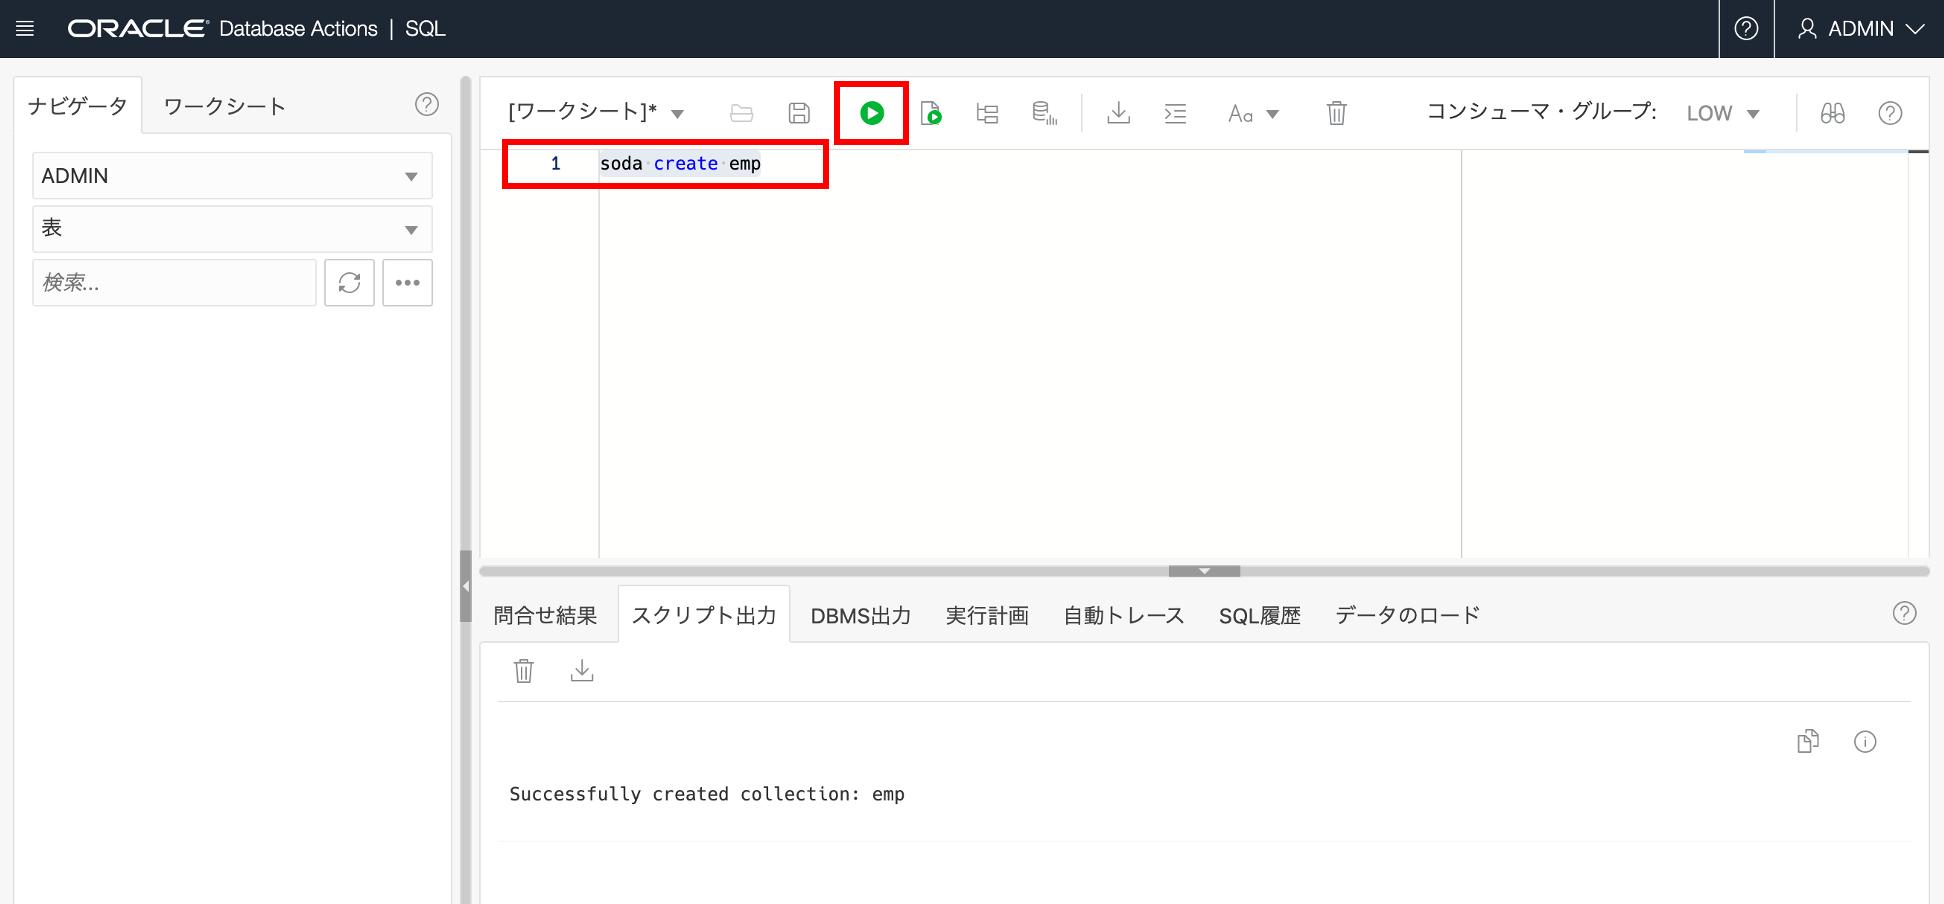 ORACLE Database Actions | SQL
ADMIN
ナビゲータ
ワークシート
ADMIN
表
検索...
[ワークシート]*
Aa
コンシューマ・グループ:
LOW
1
soda create emp
問合せ結果
スクリプト出力
DBMS出力
実行計画
自動トレース
SQL履歴
データのロード
Successfully created collection: emp